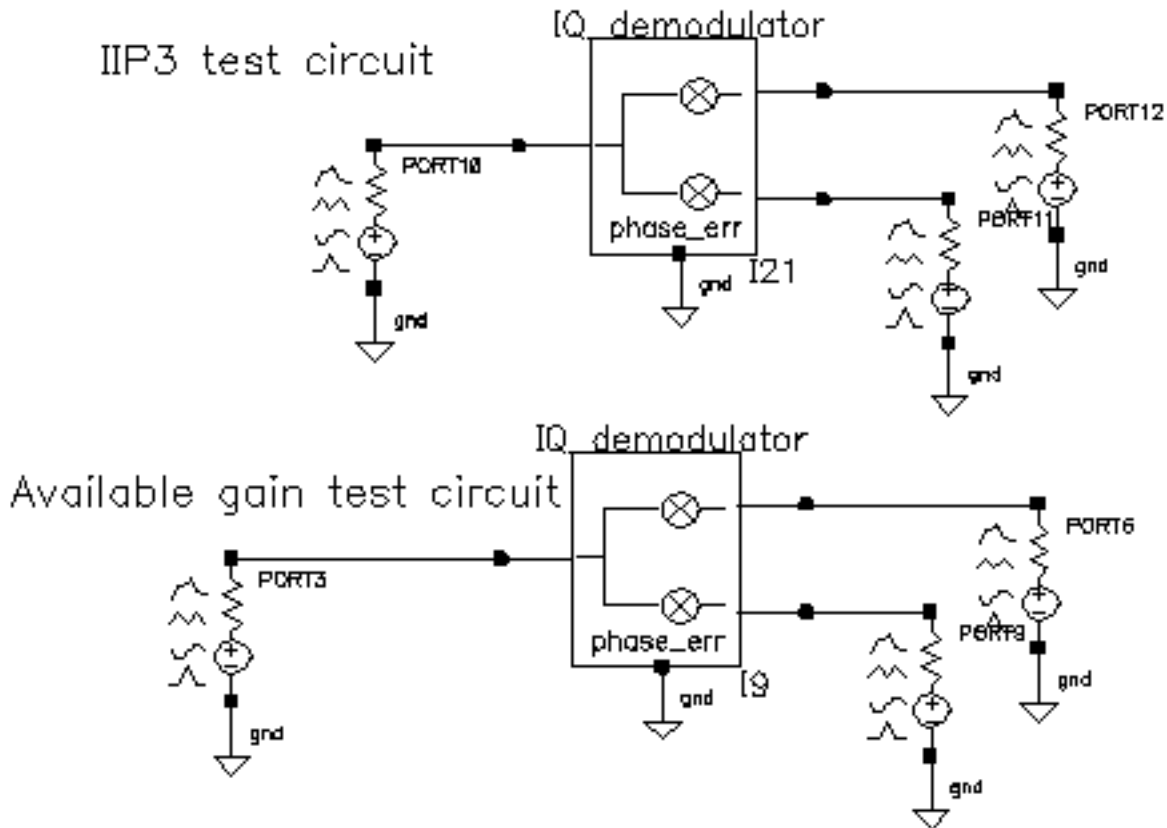 IQ_demodulator
IIP3 test circuit
PORT10
PORT12
phase_err
PORT11
I21
gnd
gnd
gnd
gnd
IQ_demodulator
Available gain test circuit
PORT3
PORT6
phase_err
PORT9
I9
gnd
gnd
gnd
gnd